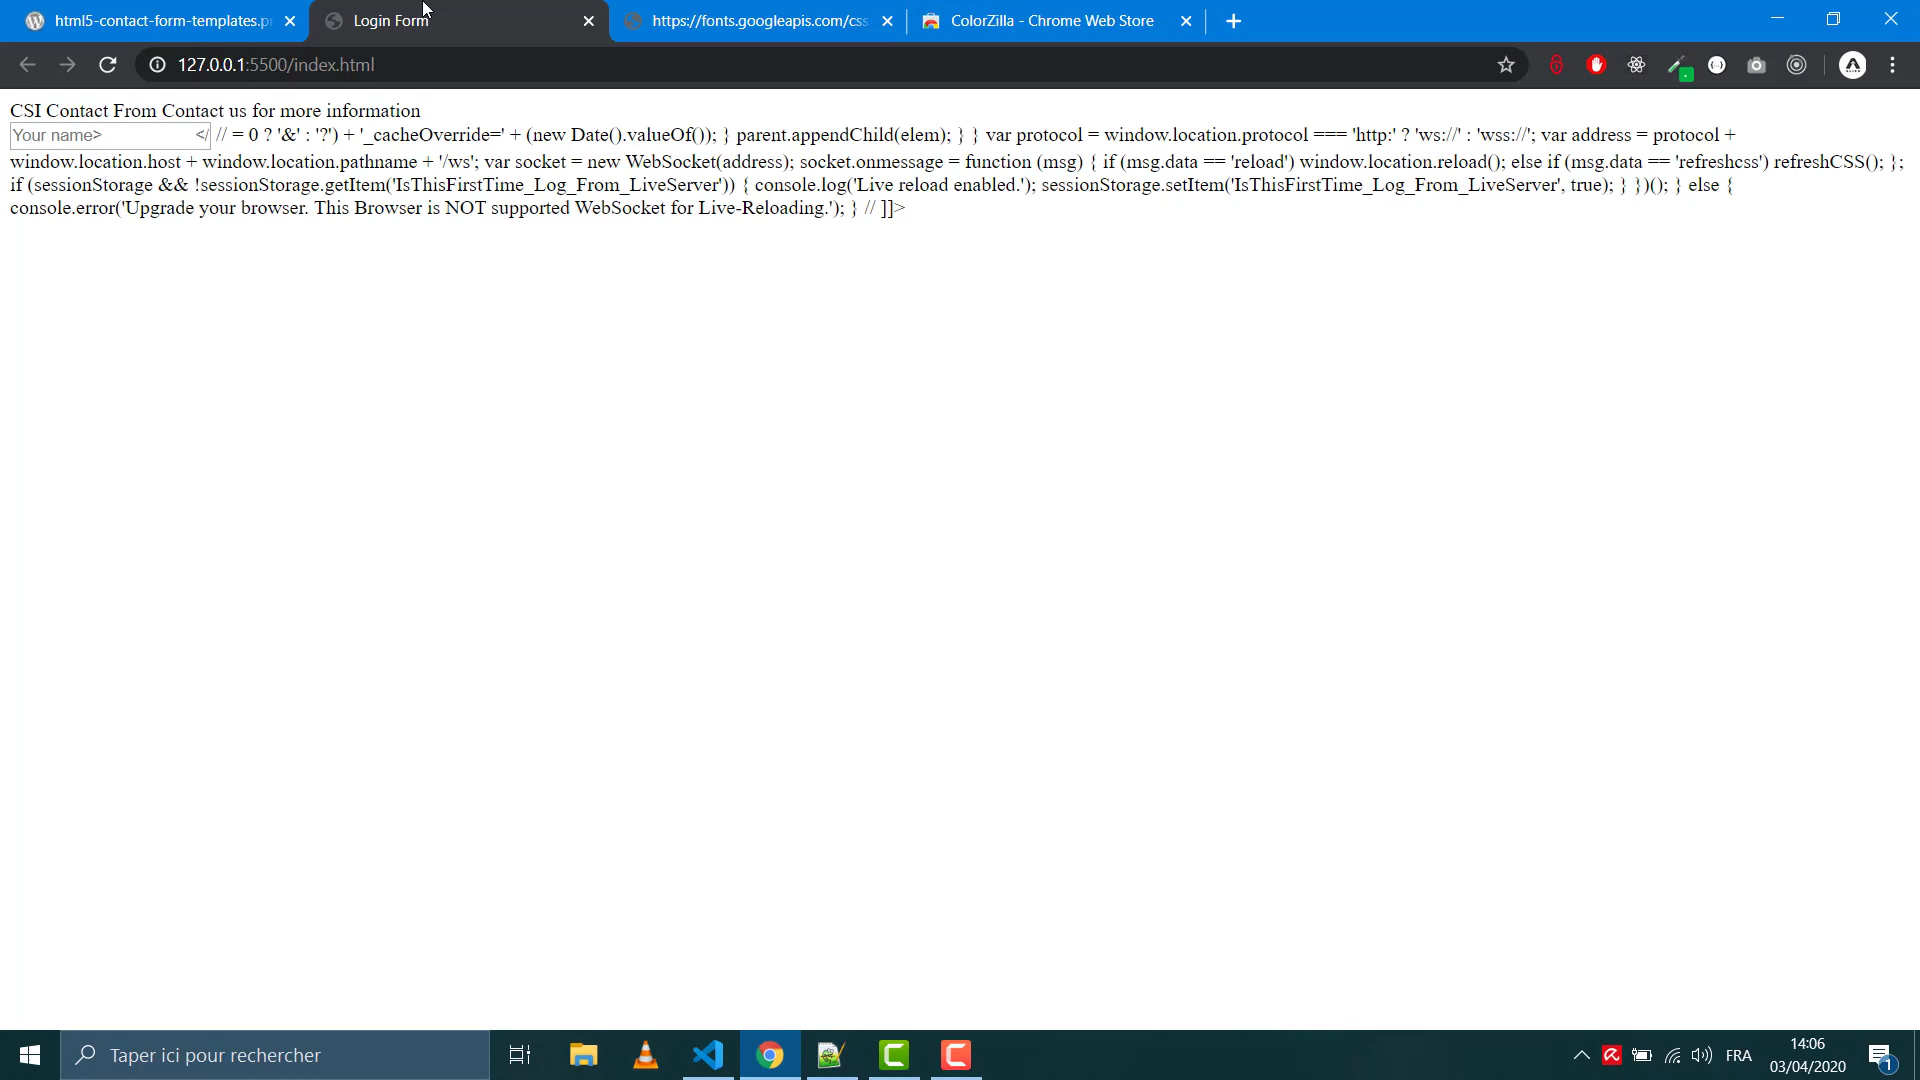 html5-contact-form-templates.pr
Login Form
https://fonts.googleapis.com/css
ColorZilla - Chrome Web Store
127.0.0.1:5500/index.html
CSI Contact From Contact us for more information
Your name> </ // = 0 ? '&' : '?') + '_cacheOverride=' + (new Date().valueOf()); } parent.appendChild(elem); } } var protocol = window.location.protocol === 'http:' ? 'ws://' : 'wss://'; var address = protocol +
window.location.host + window.location.pathname + '/ws'; var socket = new WebSocket(address); socket.onmessage = function (msg) { if (msg.data == 'reload') window.location.reload(); else if (msg.data == 'refreshcss') refreshCSS(); };
if (sessionStorage && !sessionStorage.getItem('IsThisFirstTime_Log_From_LiveServer')) { console.log('Live reload enabled.'); sessionStorage.setItem('IsThisFirstTime_Log_From_LiveServer', true); } })(); } else {
console.error('Upgrade your browser. This Browser is NOT supported WebSocket for Live-Reloading.'); } // ]]>
Taper ici pour rechercher
FRA
14:06
03/04/2020
1